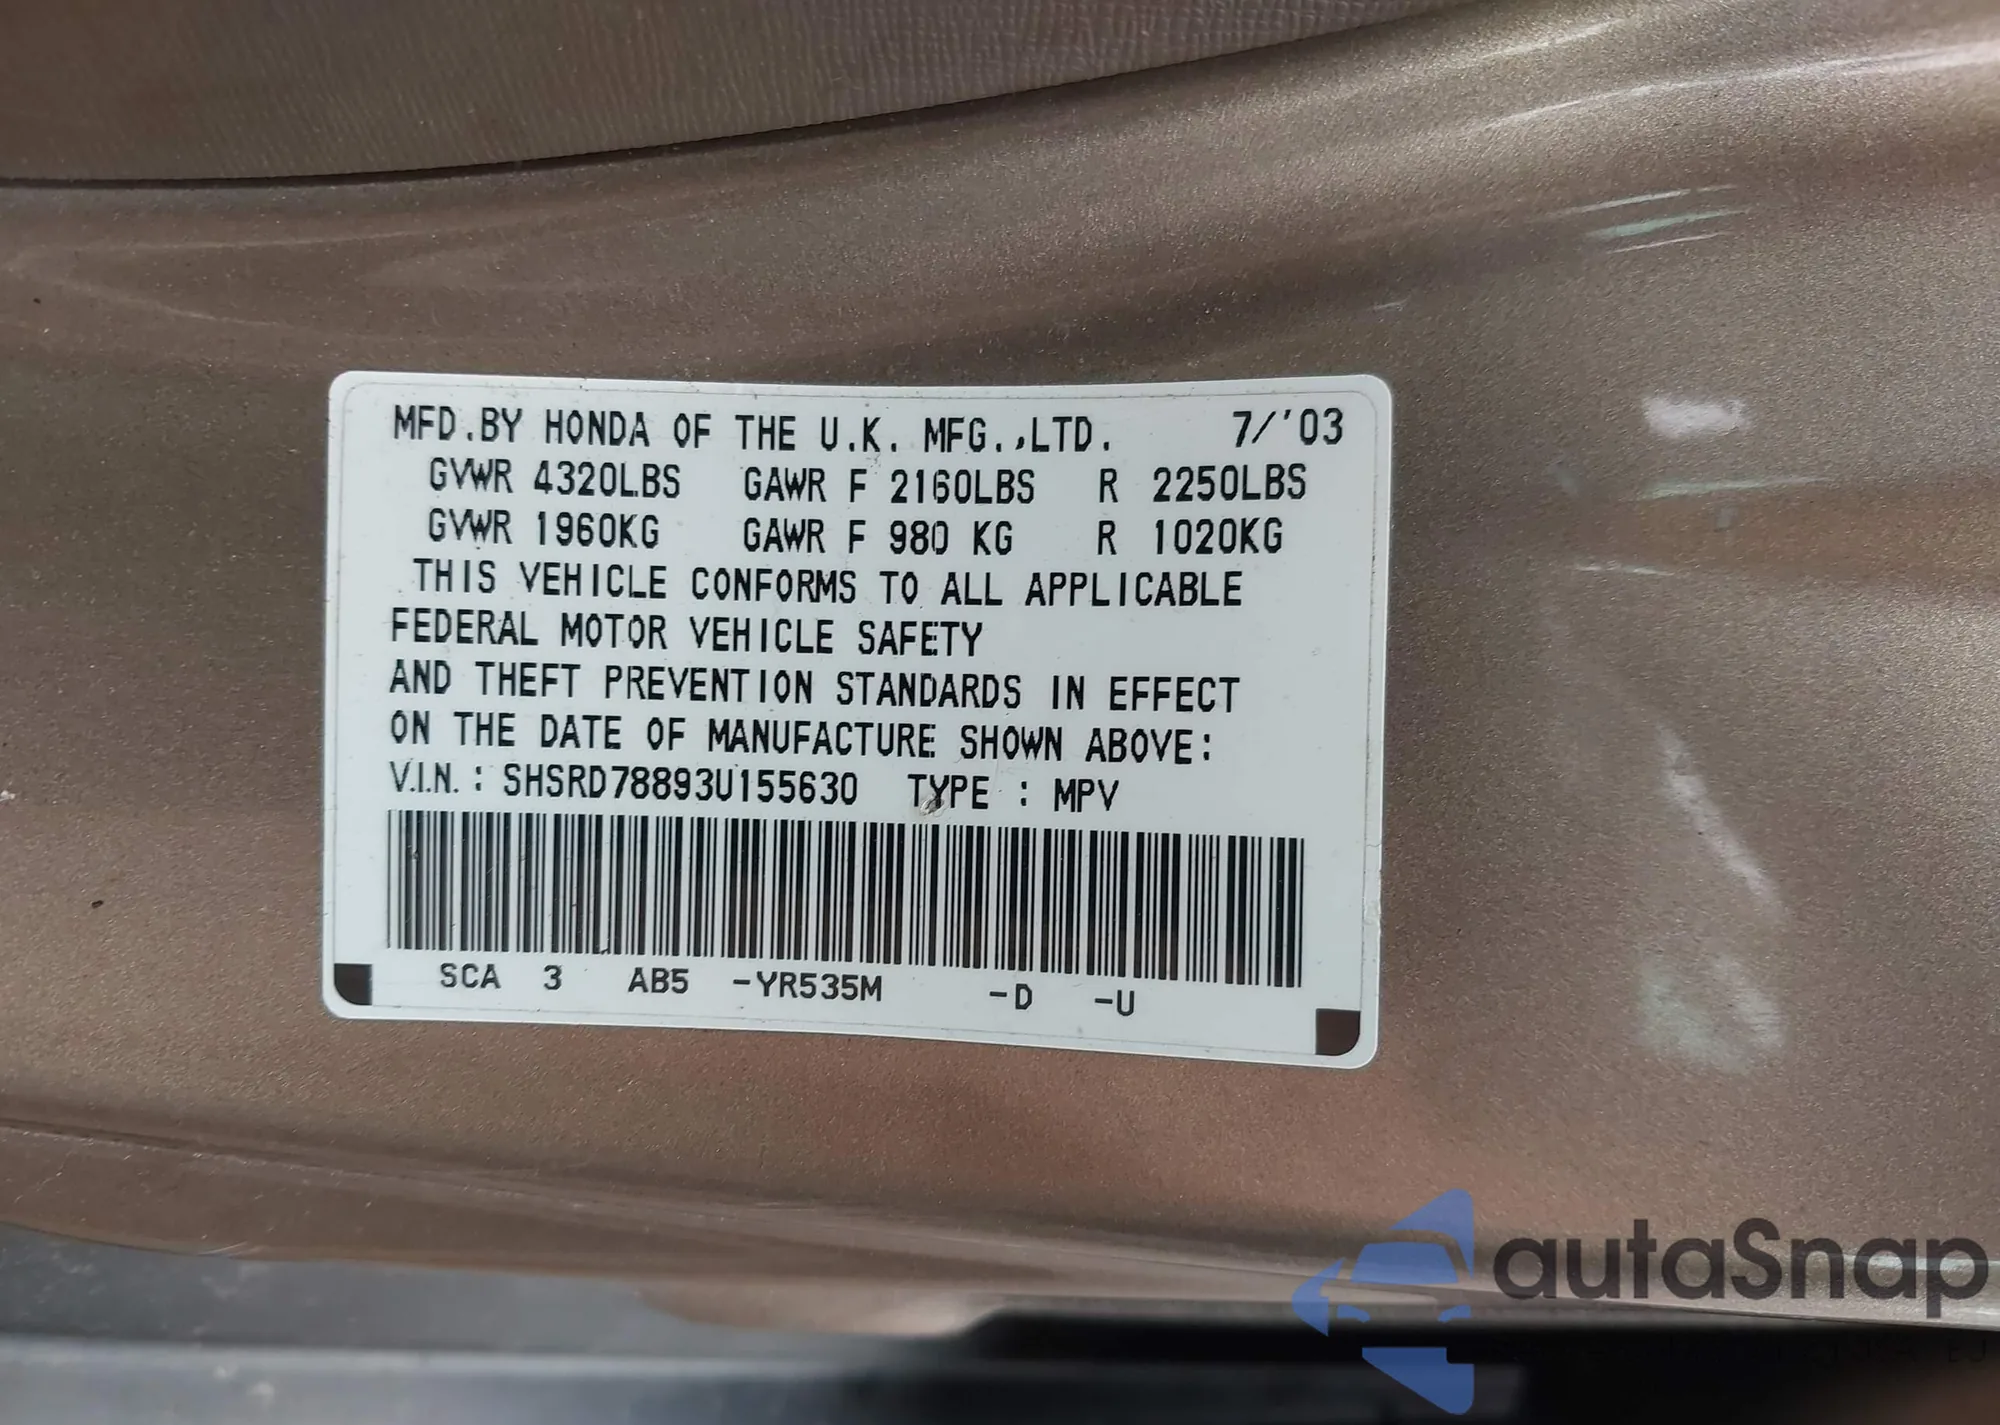 MFD.BY HONDA OF THE U.K. MFG.,LTD. 7/'03
GVWR 4320LBS GAWR F 2160LBS R 2250LBS
GVWR 1960KG GAWR F 980 KG R 1020KG
THIS VEHICLE CONFORMS TO ALL APPLICABLE
FEDERAL MOTOR VEHICLE SAFETY
AND THEFT PREVENTION STANDARDS IN EFFECT
ON THE DATE OF MANUFACTURE SHOWN ABOVE:
V.I.N. : SHSRD78893U155630 TYPE : MPV
SCA 3 AB5 -YR535M -D -U
autaSnap